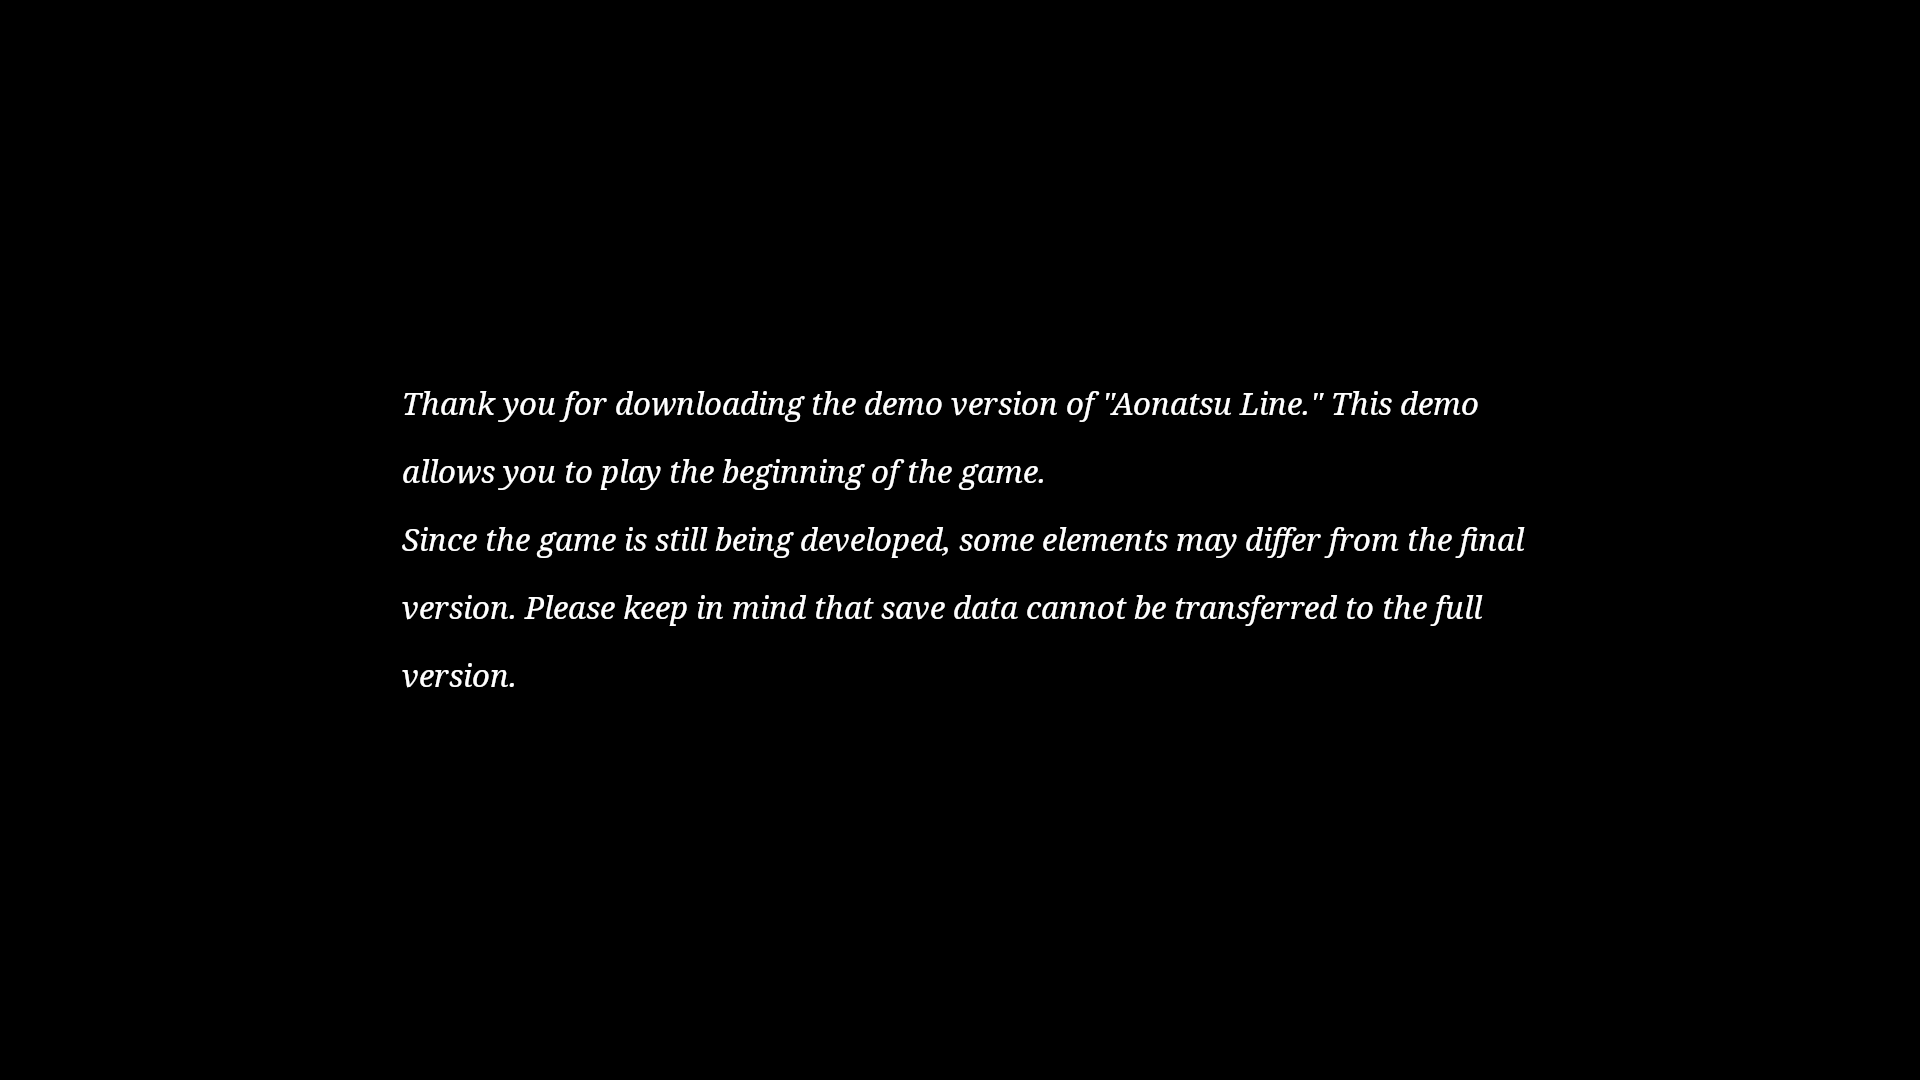 Thank you for downloading the demo version of "Aonatsu Line." This demo
allows you to play the beginning of the game.
Since the game is still being developed, some elements may differ from the final
version. Please keep in mind that save data cannot be transferred to the full
version.